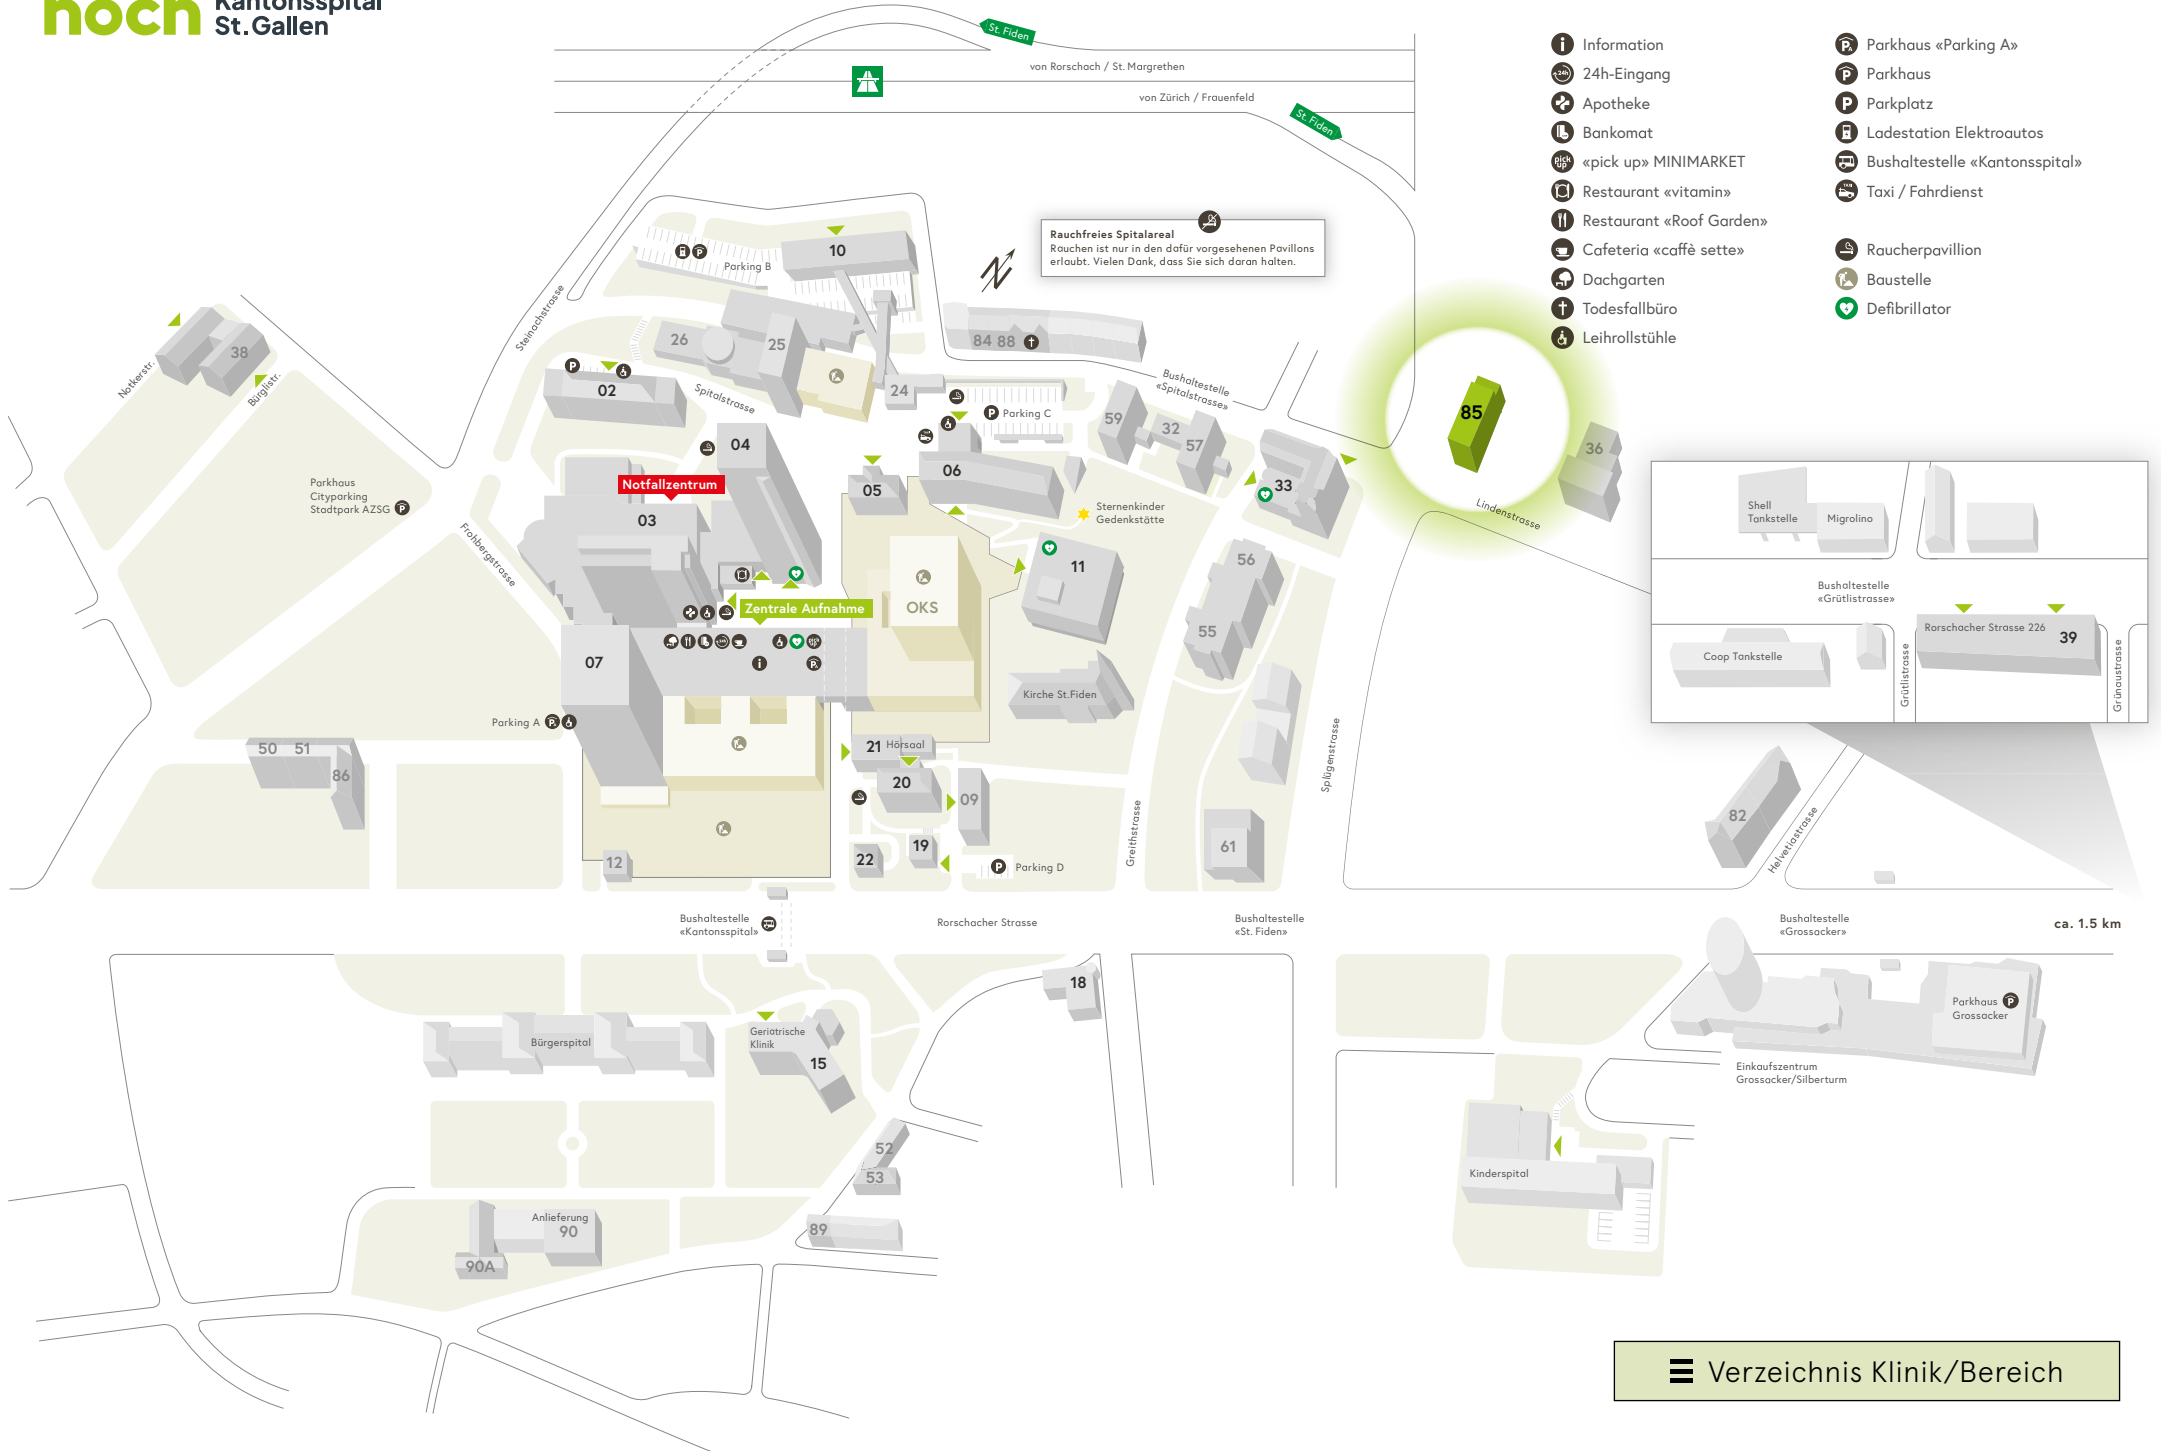 noch Kantonsspital
St.Gallen
St. Fiden
von Rorschach / St. Margrethen
von Zürich / Frauenfeld
St. Fiden
Information
24h-Eingang
Apotheke
Bankomat
«pick up» MINIMARKET
Restaurant «vitamin»
Restaurant «Roof Garden»
Cafeteria «caffè sette»
Dachgarten
Todesfallbüro
Leihrollstühle
Parkhaus «Parking A»
Parkhaus
Parkplatz
Ladestation Elektroautos
Bushaltestelle «Kantonsspital»
Taxi / Fahrdienst
Raucherpavillion
Baustelle
Defibrillator
Rauchfreies Spitalareal
Rauchen ist nur in den dafür vorgesehenen Pavillons
erlaubt. Vielen Dank, dass Sie sich daran halten.
N
10
Parking B
Steinachstrasse
38
Notkerstr.
Bürglistr.
26
25
84 88
02
Spitalstrasse
24
Bushaltestelle
«Spitalstrasse»
Parking C
59
32
57
85
36
04
06
05
33
Notfallzentrum
03
Parkhaus
Cityparking
Stadtpark AZSG
Frohbergstrasse
Sternenkinder
Gedenkstätte
Lindenstrasse
11
56
55
OKS
Zentrale Aufnahme
07
Kirche St.Fiden
Parking A
50 51
86
21 Hörsaal
20
09
19
22
12
Parking D
61
Greithstrasse
Splügenstrasse
Shell
Tankstelle
Migrolino
Bushaltestelle
«Grütlistrasse»
Rorschacher Strasse 226
39
Coop Tankstelle
Grütlistrasse
Grünaustrasse
82
Helvetiastrasse
Bushaltestelle
«Kantonsspital»
Rorschacher Strasse
Bushaltestelle
«St. Fiden»
Bushaltestelle
«Grossacker»
ca. 1.5 km
18
Bürgerspital
Geriatrische
Klinik
15
Parkhaus
Grossacker
Einkaufszentrum
Grossacker/Silberturm
52
53
89
Kinderspital
Anlieferung
90
90A
Verzeichnis Klinik/Bereich